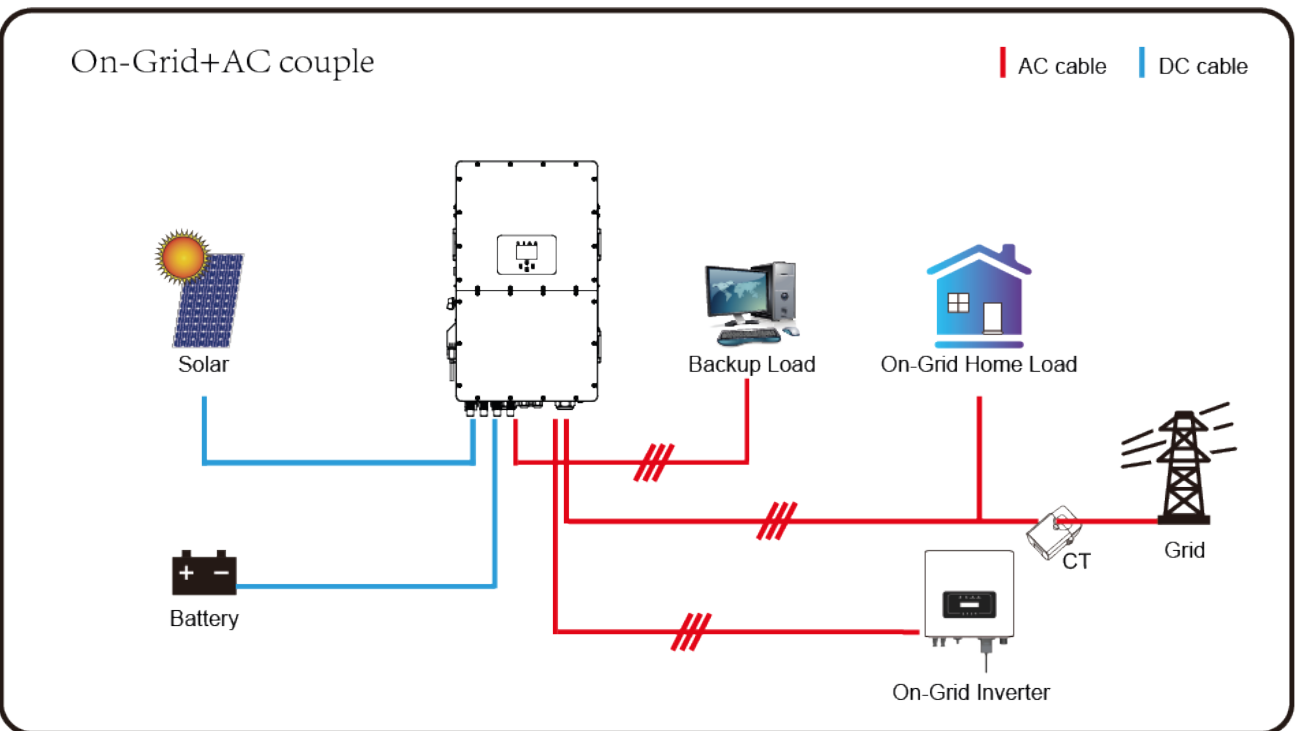 On-Grid+AC couple
AC cable
DC cable
Solar
Backup Load
On-Grid Home Load
CT
Grid
Battery
On-Grid Inverter